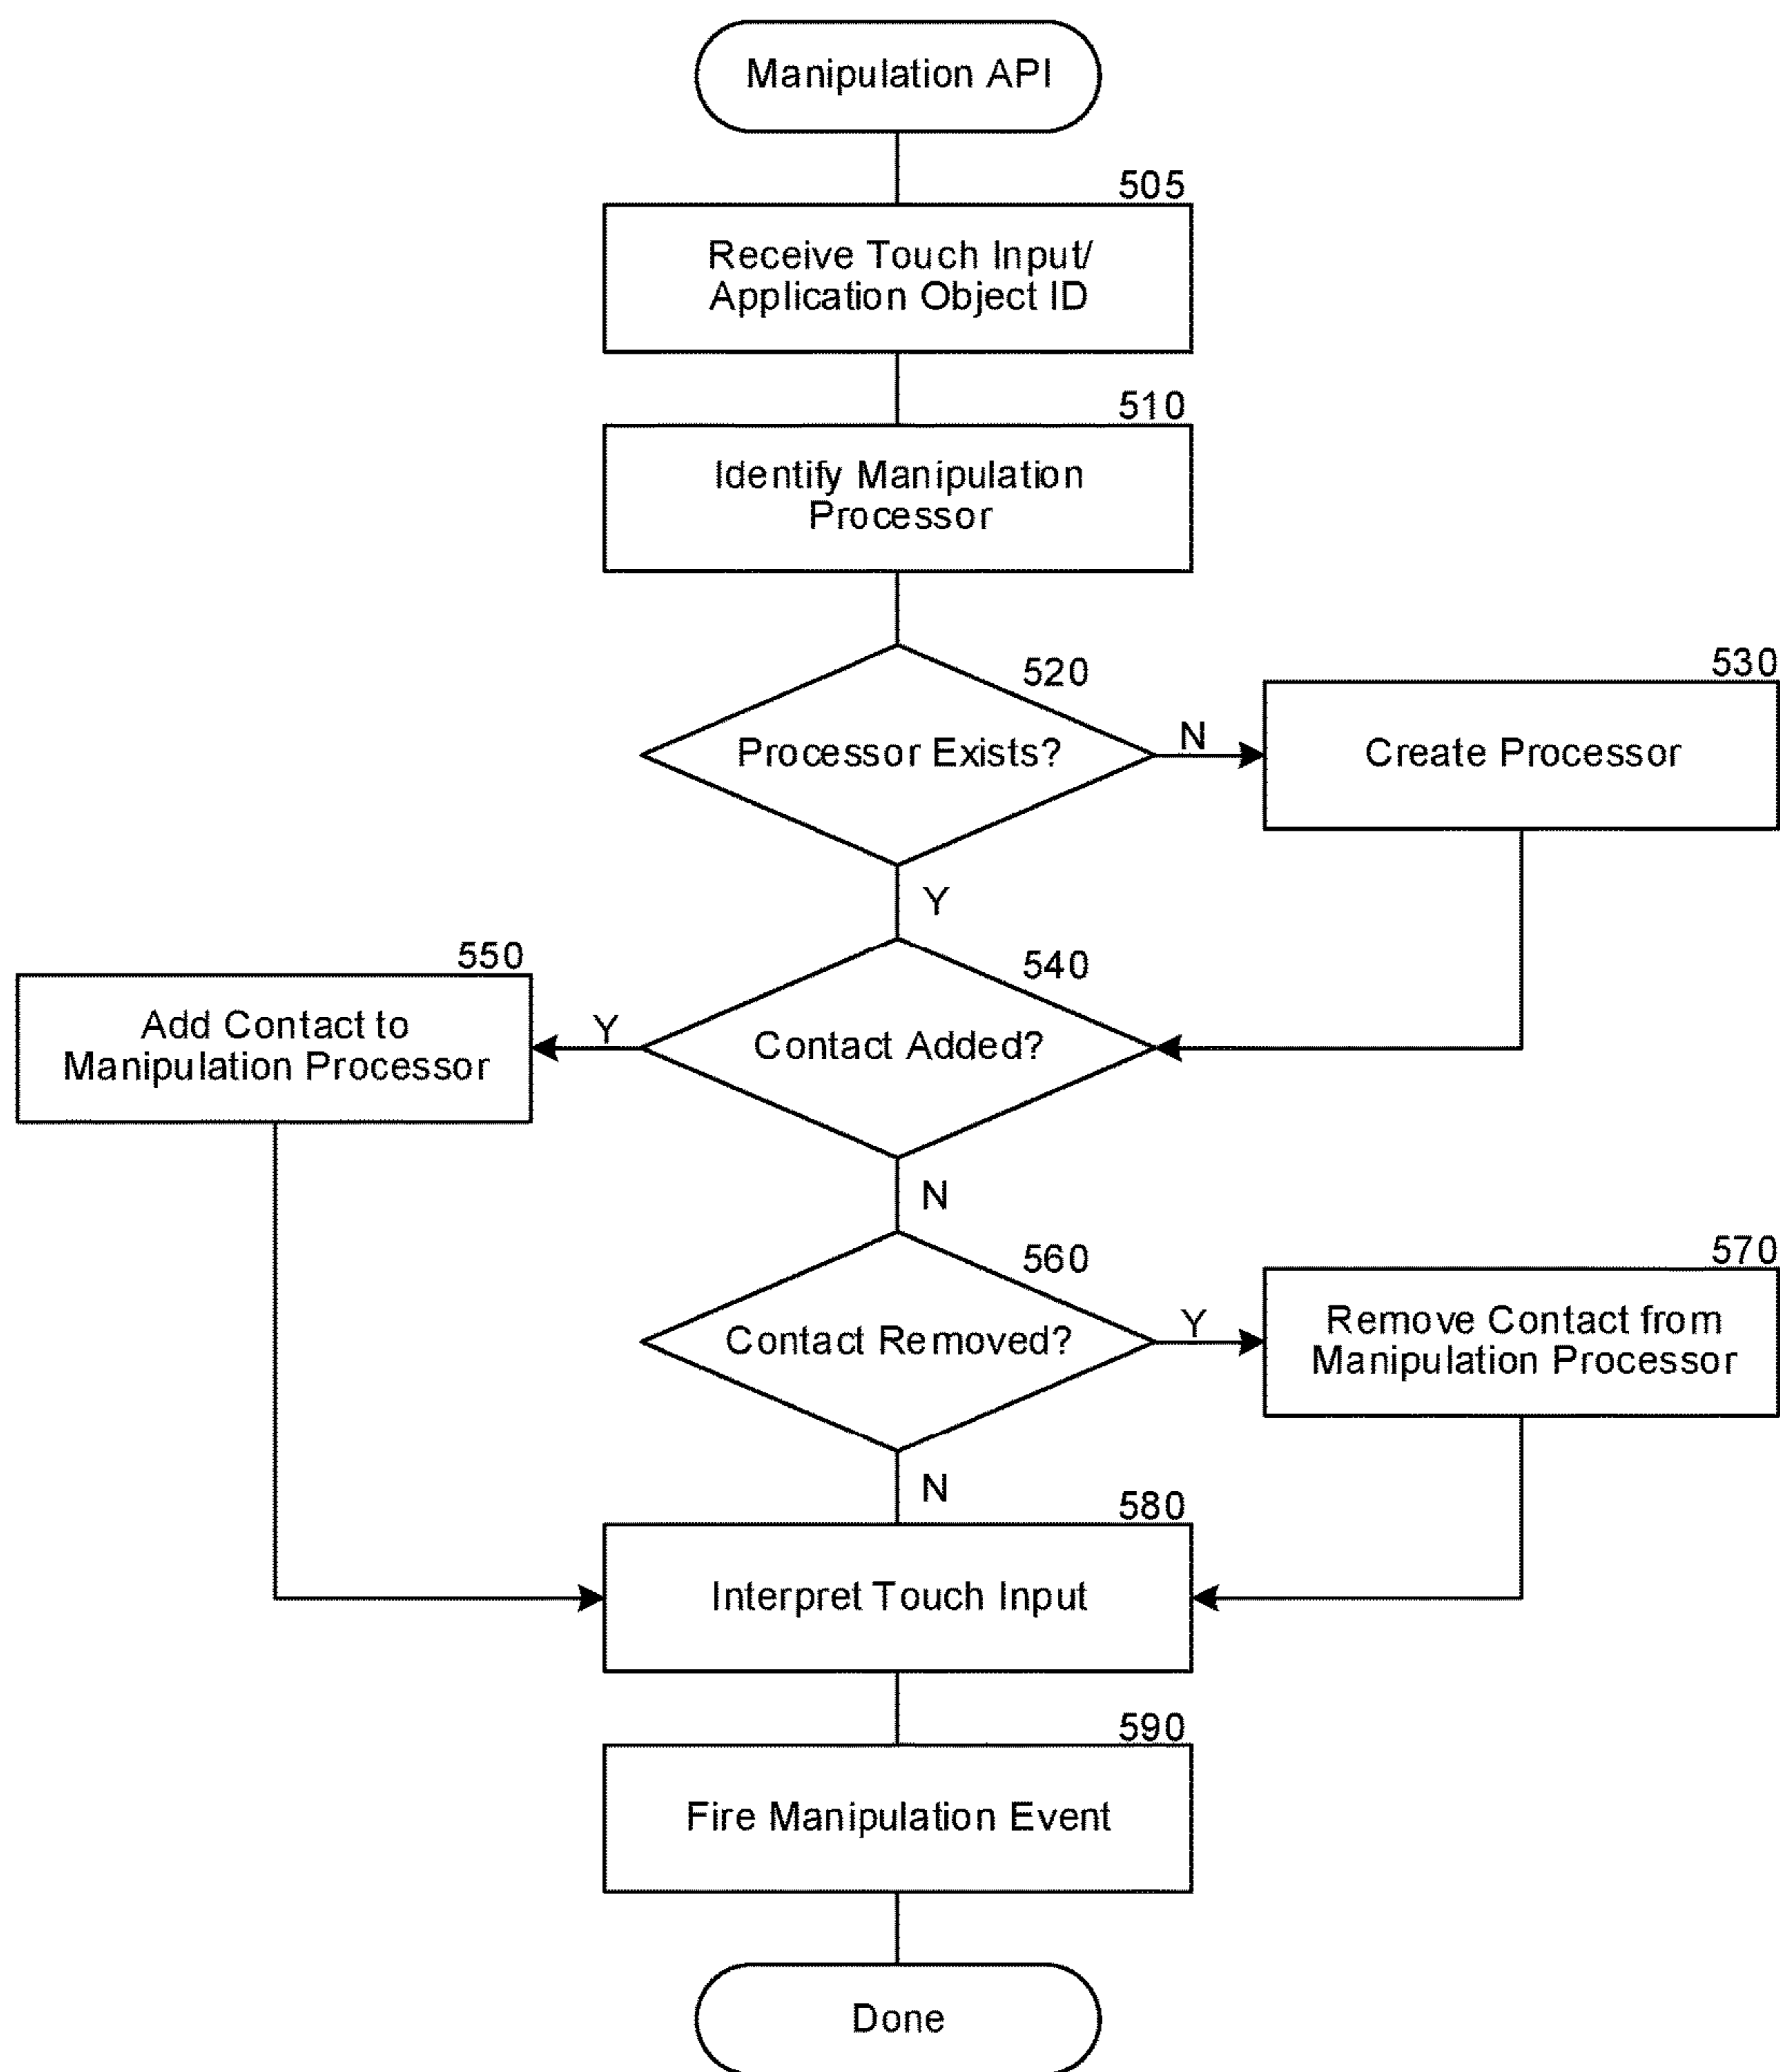 Manipulation API
505
Receive Touch Input/
Application Object ID
510
Identify Manipulation
Processor
520
Processor Exists?
N
530
Create Processor
Y
550
Add Contact to
Manipulation Processor
Y
540
Contact Added?
N
560
Contact Removed?
Y
570
Remove Contact from
Manipulation Processor
N
580
Interpret Touch Input
590
Fire Manipulation Event
Done